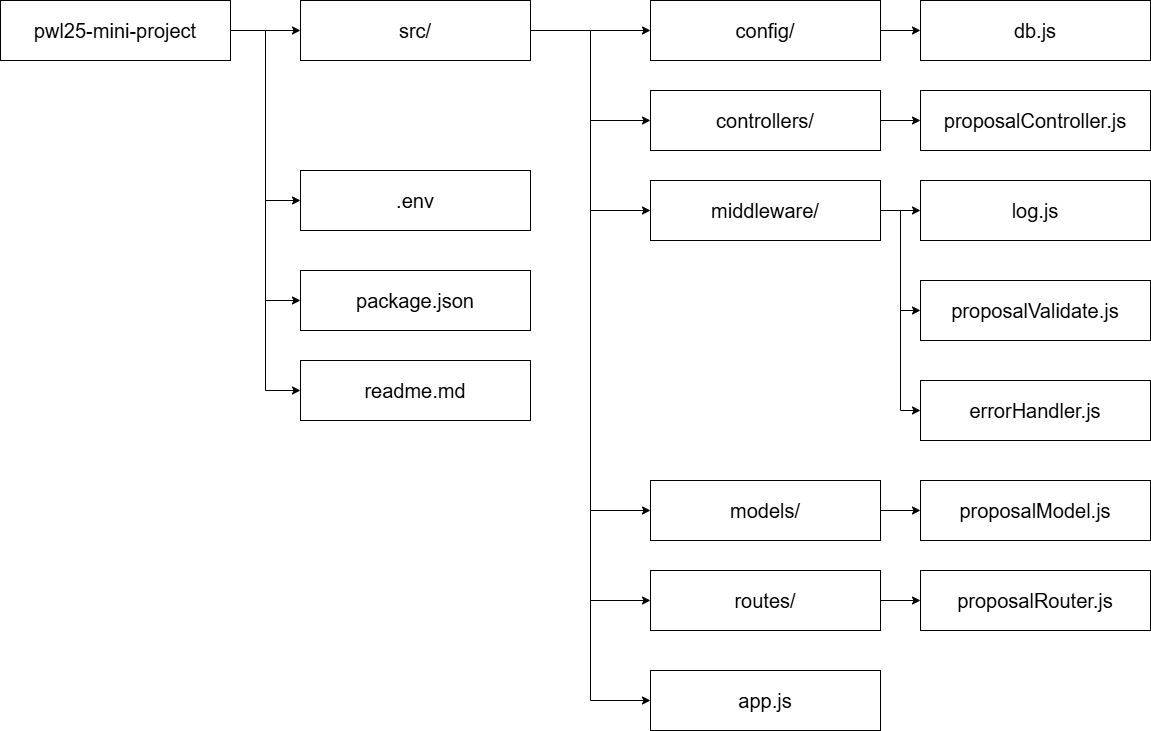 pwl25-mini-project
src/
config/
db.js
controllers/
proposalController.js
middleware/
log.js
.env
package.json
proposalValidate.js
readme.md
errorHandler.js
models/
proposalModel.js
routes/
proposalRouter.js
app.js